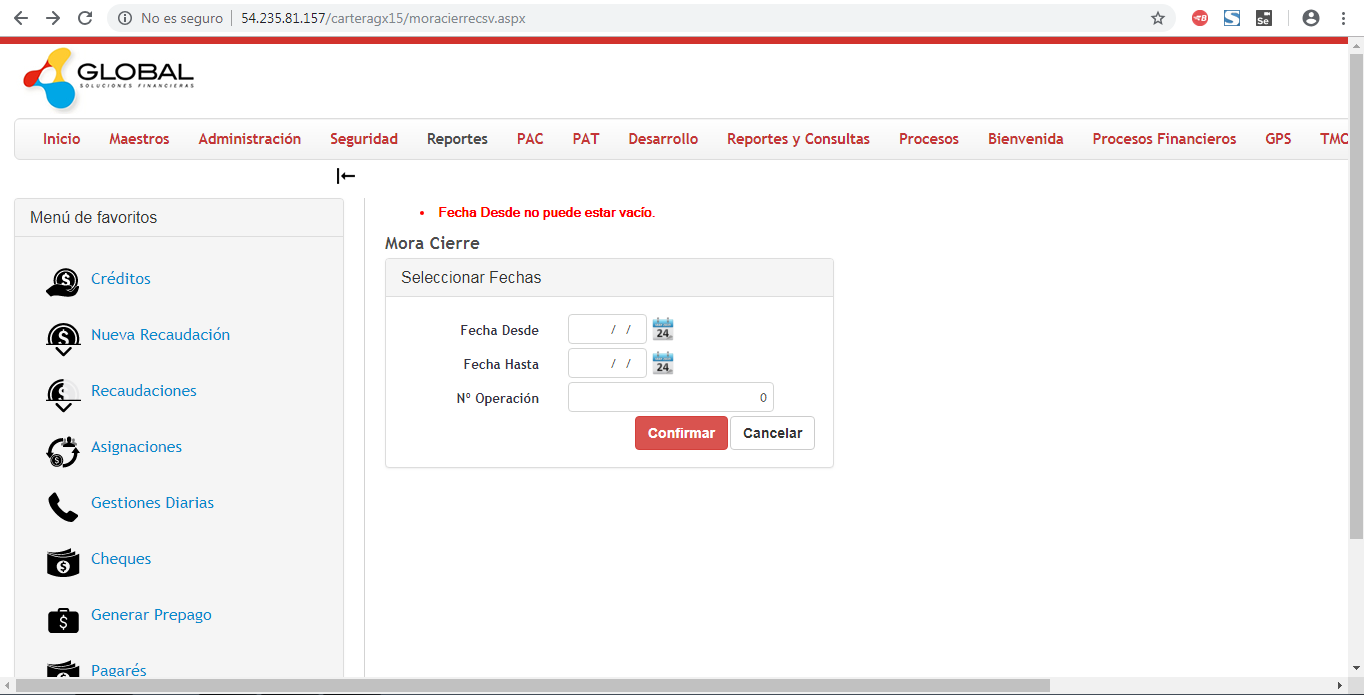 No es seguro
54.235.81.157/carteragx15/moracierrecsv.aspx
GLOBAL
SOLUCIONES FINANCIERAS
Inicio Maestros Administración Seguridad Reportes PAC PAT Desarrollo Reportes y Consultas Procesos Bienvenida Procesos Financieros GPS TMO
Menú de favoritos
Créditos
Nueva Recaudación
Recaudaciones
Asignaciones
Gestiones Diarias
Cheques
Generar Prepago
Pagarés
• Fecha Desde no puede estar vacío.
Mora Cierre
Seleccionar Fechas
Fecha Desde / / 24
Fecha Hasta / / 24
Nº Operación 0
Confirmar Cancelar